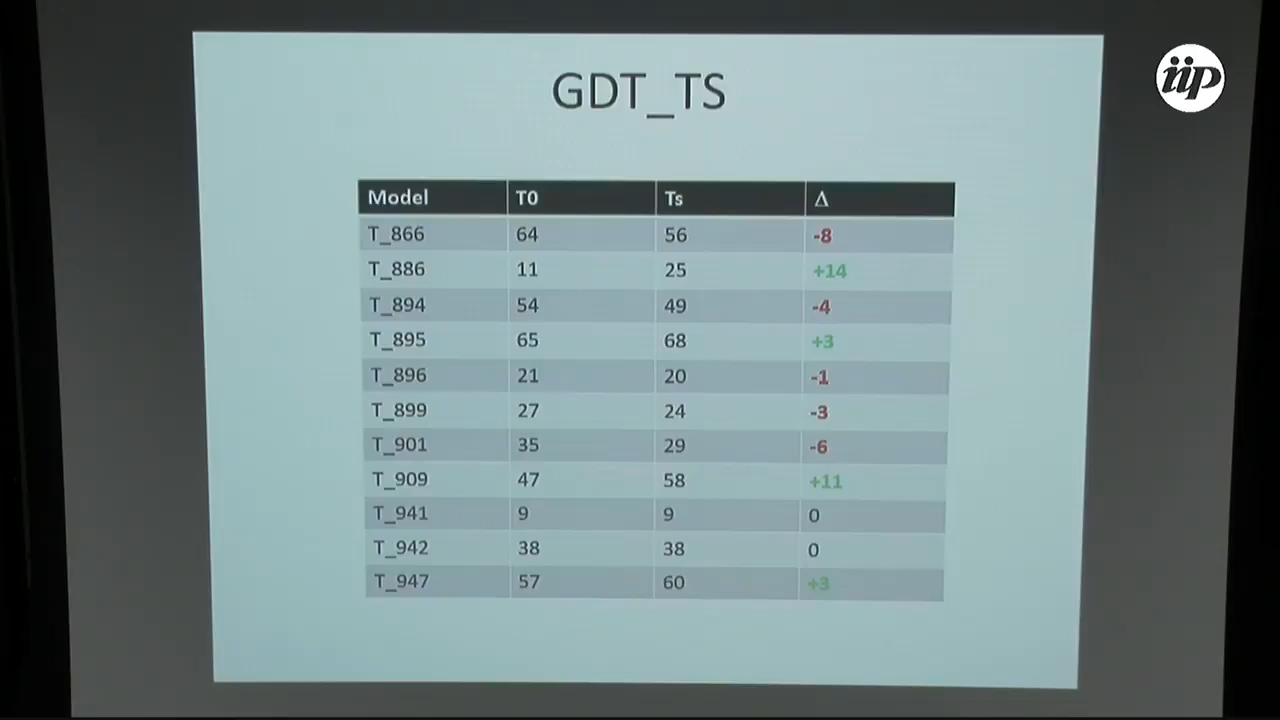 iip
GDT_TS
Model T0 Ts Δ
T_866 64 56 -8
T_886 11 25 +14
T_894 54 49 -4
T_895 65 68 +3
T_896 21 20 -1
T_899 27 24 -3
T_901 35 29 -6
T_909 47 58 +11
T_941 9 9 0
T_942 38 38 0
T_947 57 60 +3